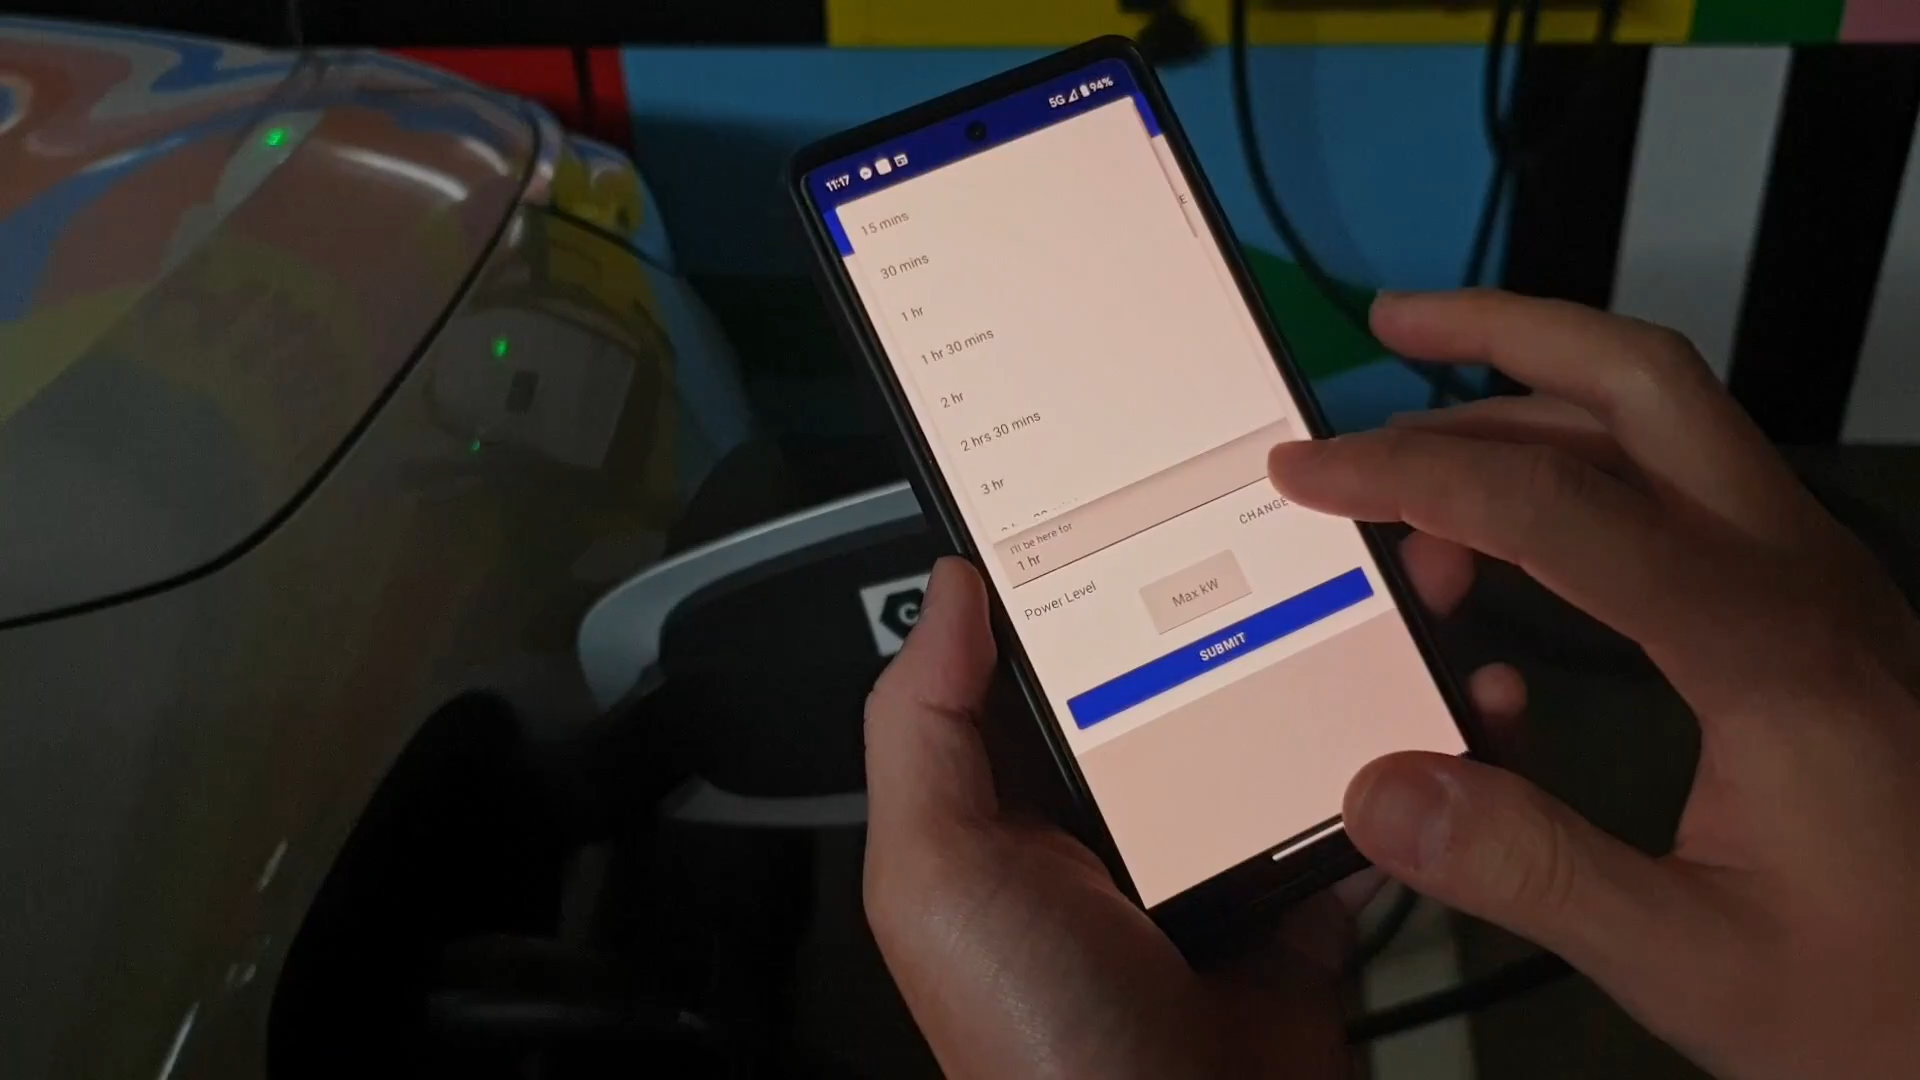 11:17
5G 94%
E
15 mins
30 mins
1 hr
1 hr 30 mins
2 hr
2 hrs 30 mins
3 hr
I'll be here for
1 hr
CHANGE
Power Level
Max kW
SUBMIT